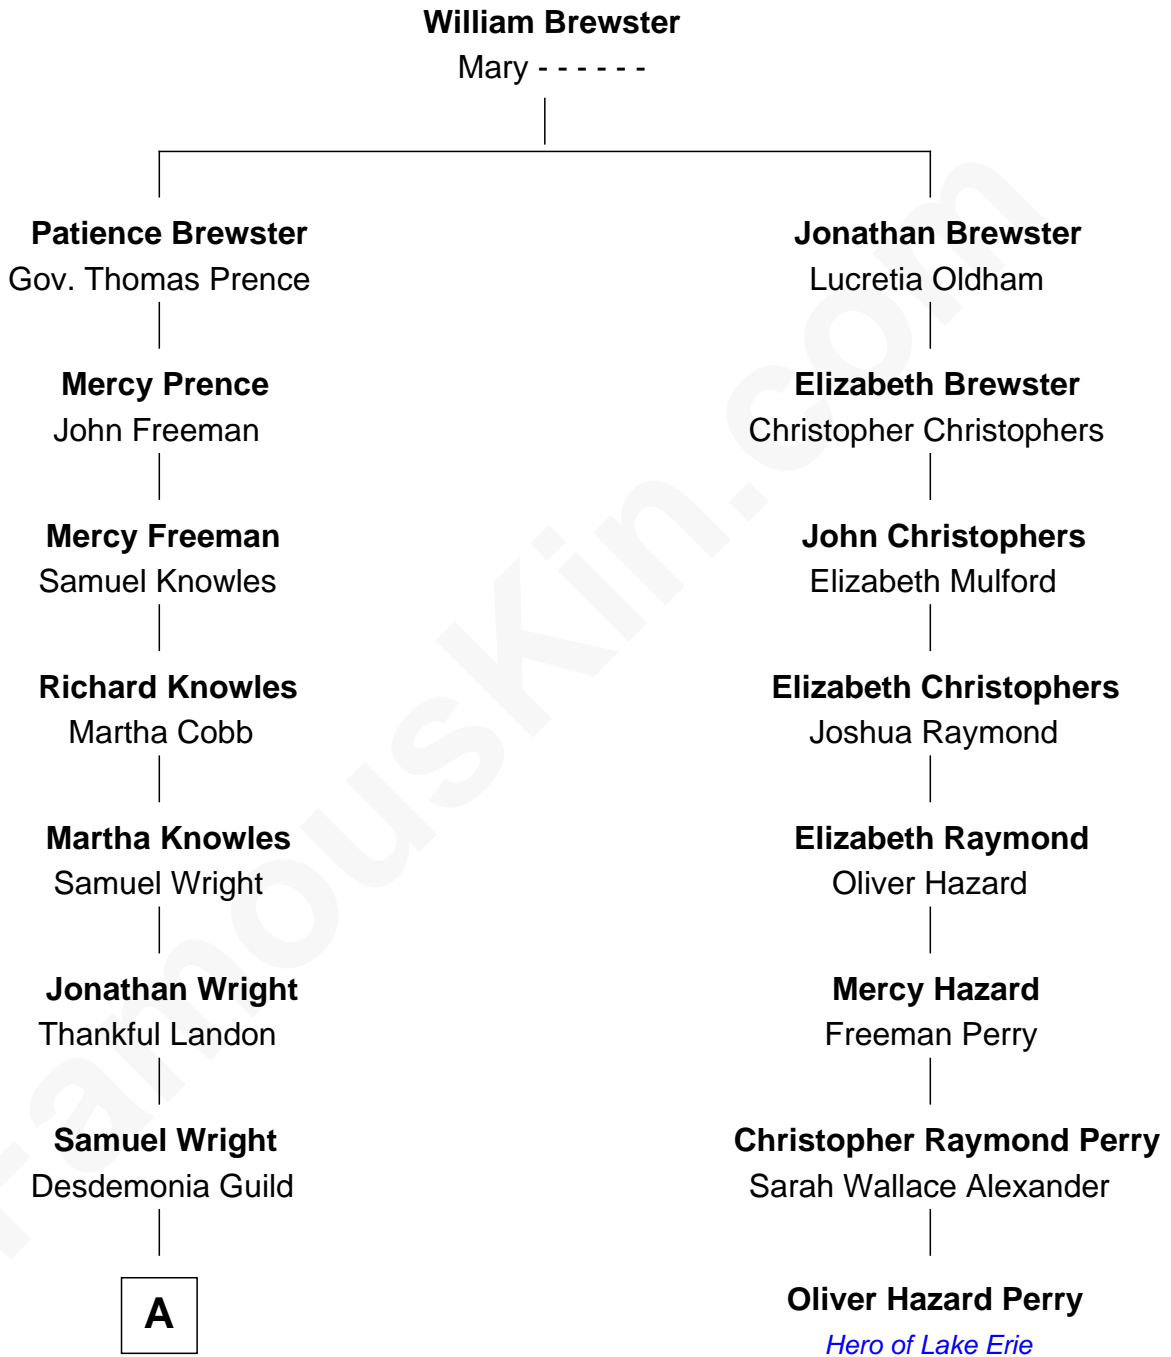 William Brewster
Mary - - - - - -
Patience Brewster
Gov. Thomas Prence
Jonathan Brewster
Lucretia Oldham
Mercy Prence
John Freeman
Elizabeth Brewster
Christopher Christophers
Mercy Freeman
Samuel Knowles
John Christophers
Elizabeth Mulford
Richard Knowles
Martha Cobb
Elizabeth Christophers
Joshua Raymond
Martha Knowles
Samuel Wright
Elizabeth Raymond
Oliver Hazard
Jonathan Wright
Thankful Landon
Mercy Hazard
Freeman Perry
Samuel Wright
Desdemonia Guild
Christopher Raymond Perry
Sarah Wallace Alexander
A
Oliver Hazard Perry
Hero of Lake Erie
FamousKin.com